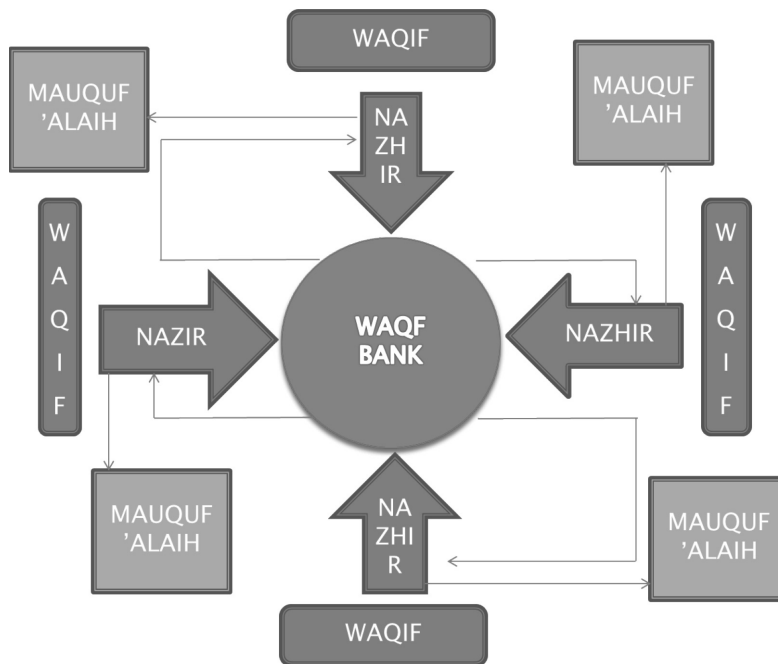 WAQIF
MAUQUF
'ALAIH
NA
ZH
IR
MAUQUF
'ALAIH
W
A
Q
I
F
NAZIR
WAQF
BANK
NAZHIR
W
A
Q
I
F
MAUQUF
'ALAIH
NA
ZHI
R
MAUQUF
'ALAIH
WAQIF